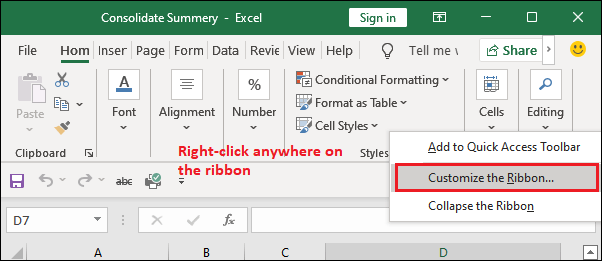 Consolidate Summery - Excel
Sign in
File Hom Insert Page Form Data Revie View
Tell me
Share
Paste
Font
Alignment
Number
Conditional Formatting
Format as Table
Cell Styles
Cells
Editing
Clipboard
Styles
Right-click anywhere on
the ribbon
Add to Quick Access Toolbar
Customize the Ribbon...
Collapse the Ribbon
abc
D7
fx
A B C D